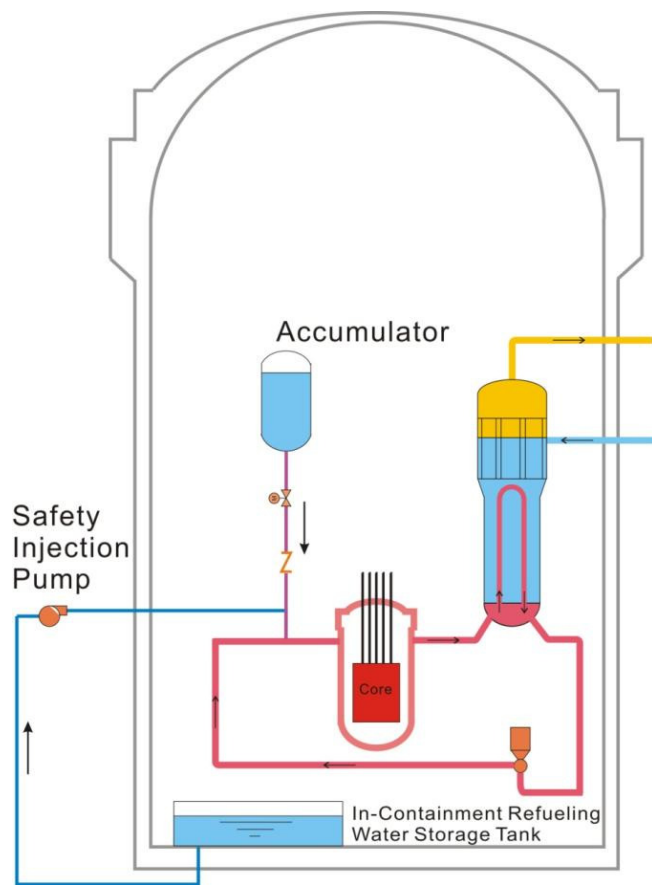 Accumulator
Safety
Injection
Pump
Core
In-Containment Refueling
Water Storage Tank